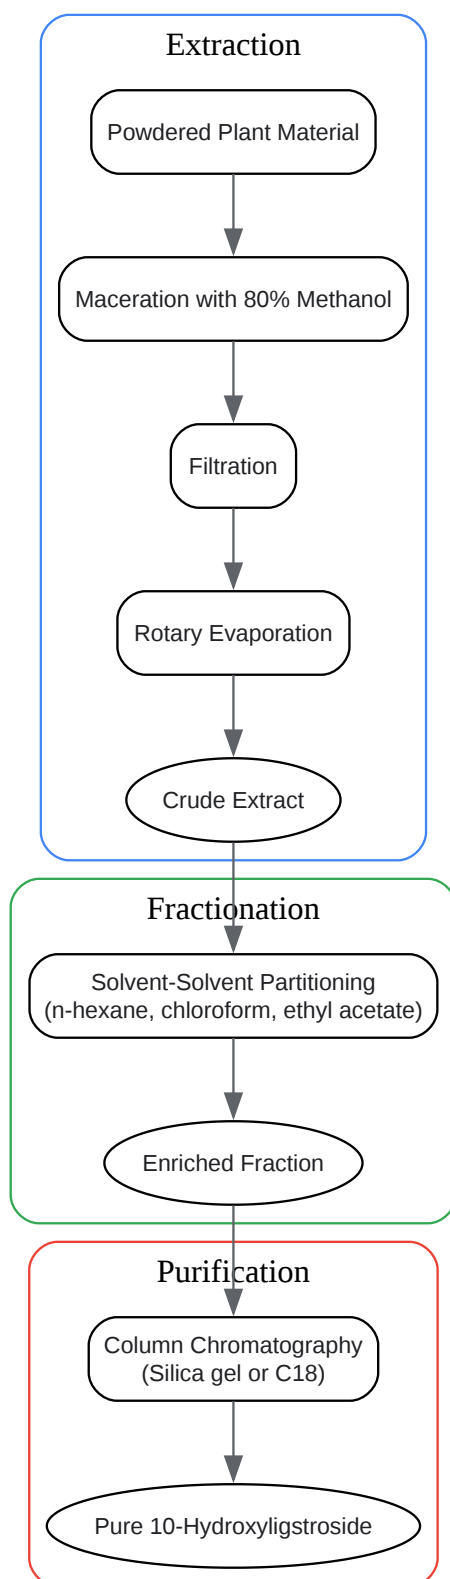 Extraction
Powdered Plant Material
Maceration with 80% Methanol
Filtration
Rotary Evaporation
Crude Extract
Fractionation
Solvent-Solvent Partitioning
(n-hexane, chloroform, ethyl acetate)
Enriched Fraction
Purification
Column Chromatography
(Silica gel or C18)
Pure 10-Hydroxyligstroside